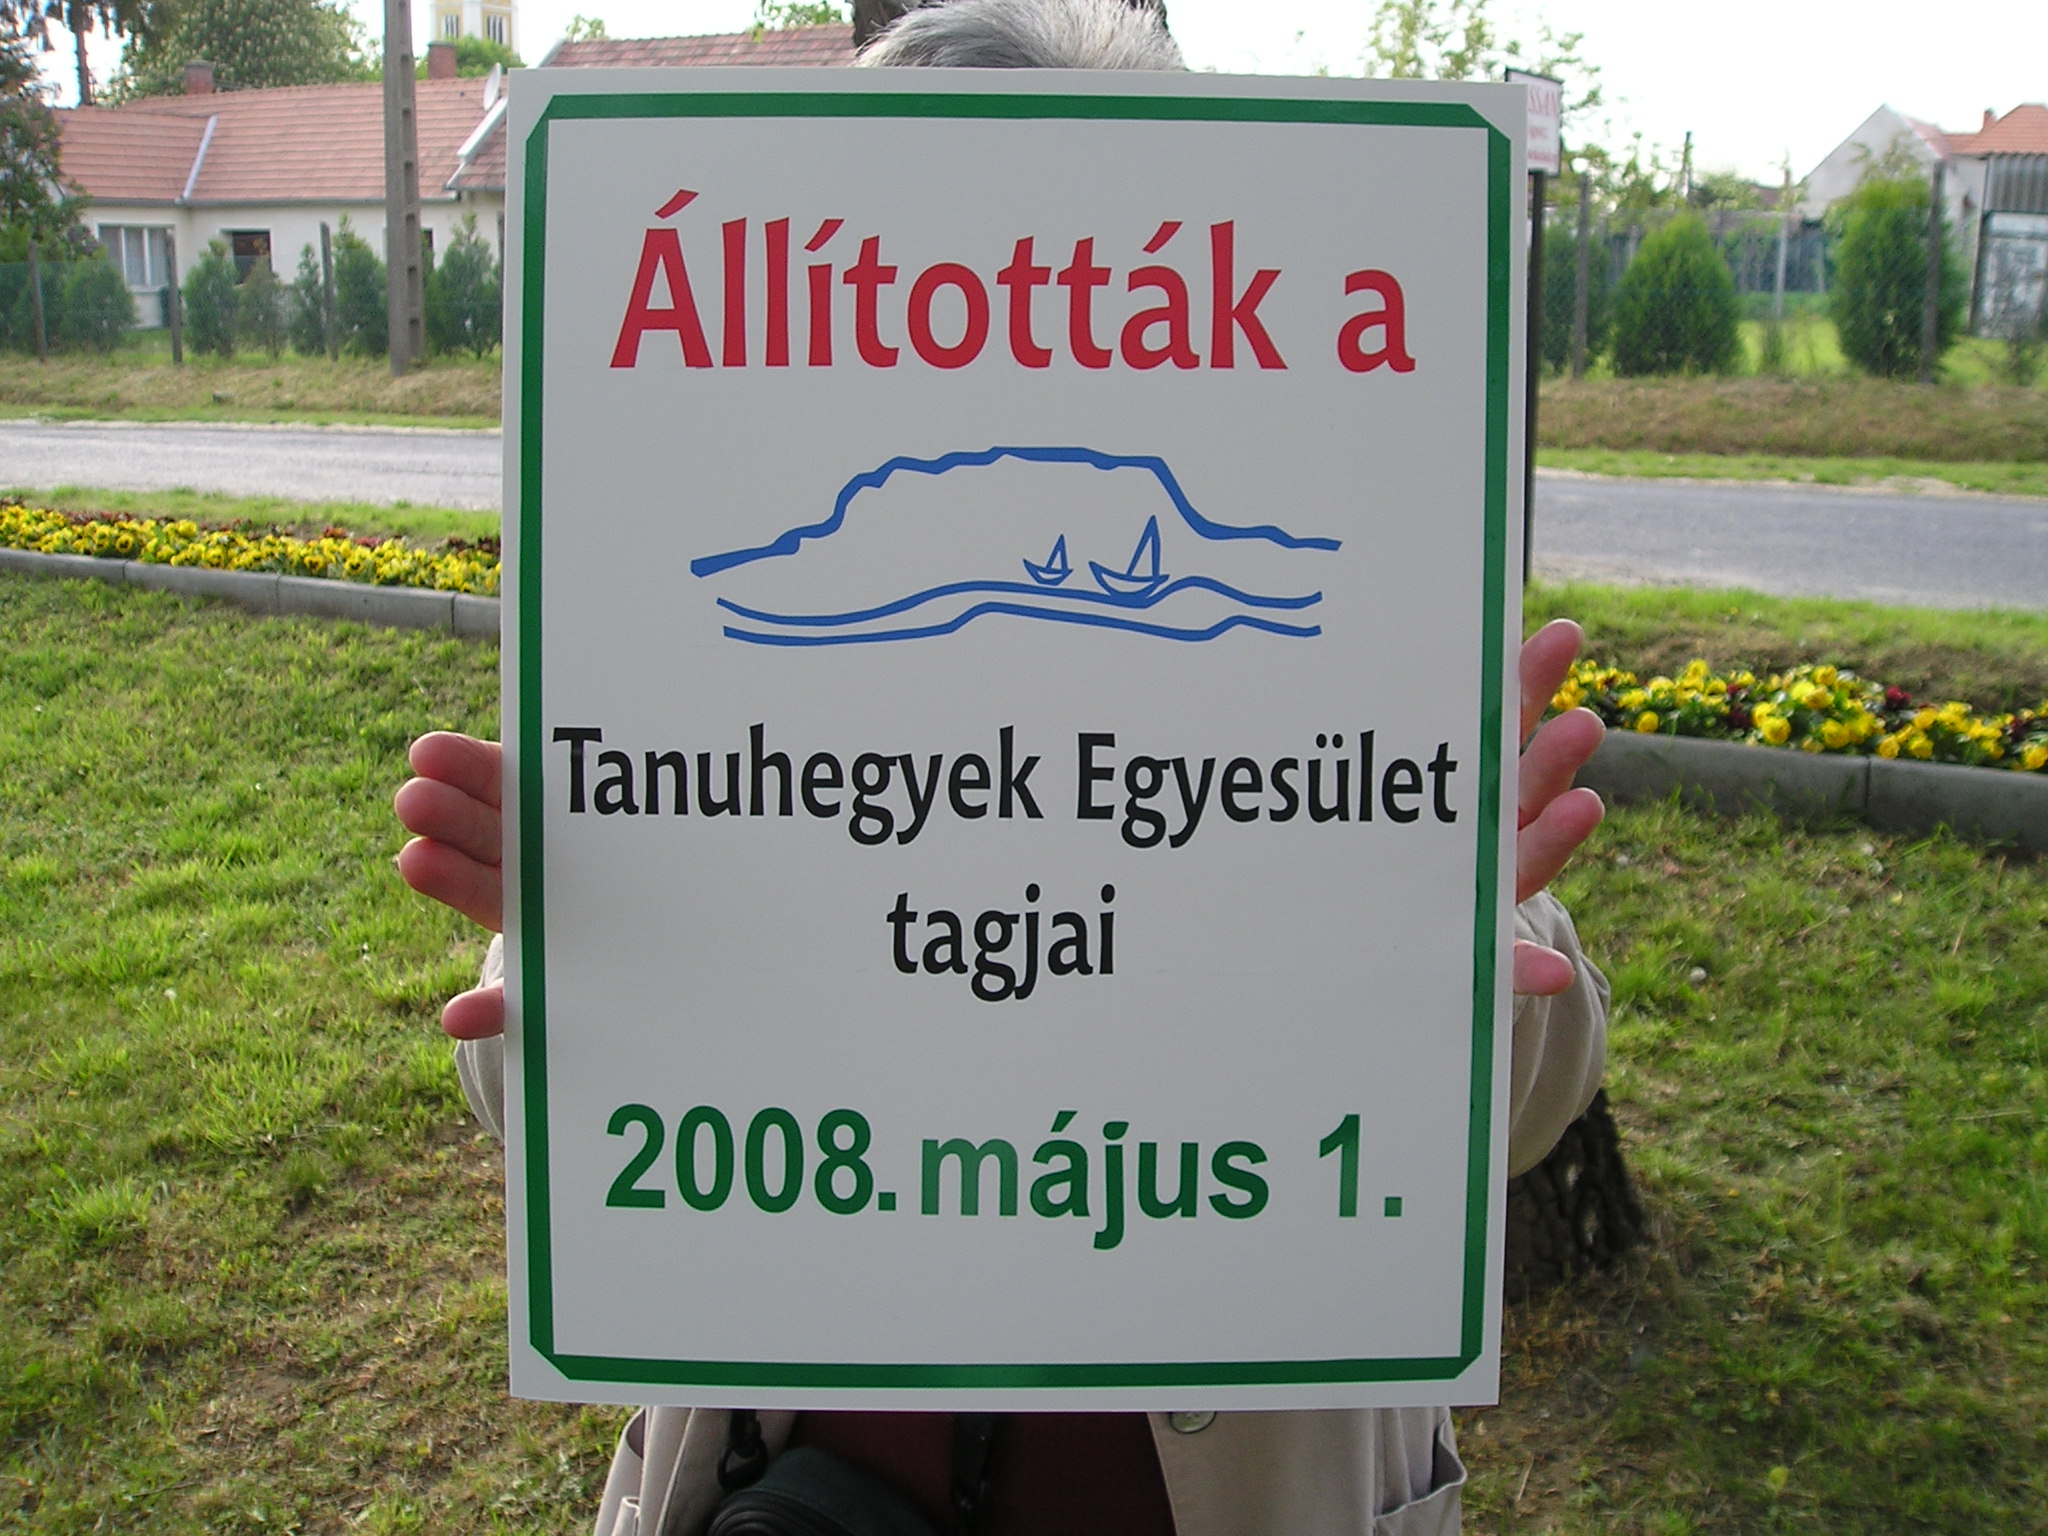 Állították a
Tanuhegyek Egyesület
tagjai
2008. május 1.